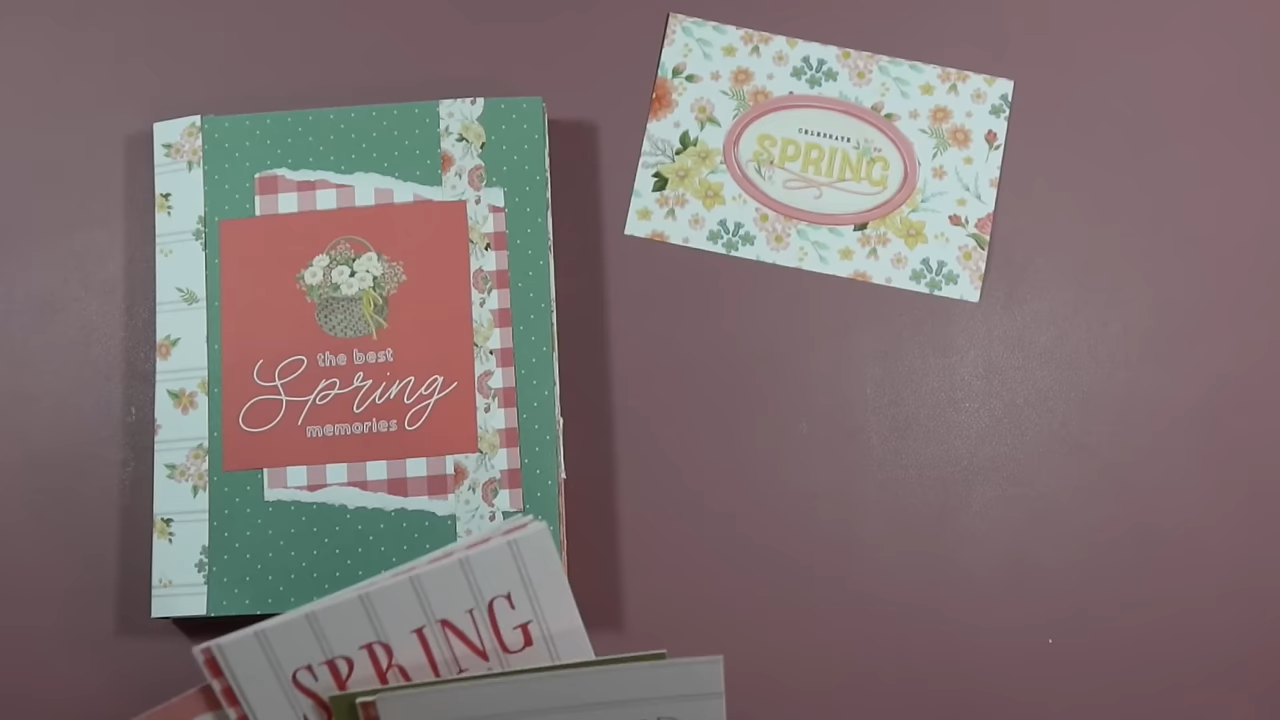 CELEBRATE
SPRING
the best
Spring
memories
SPRING